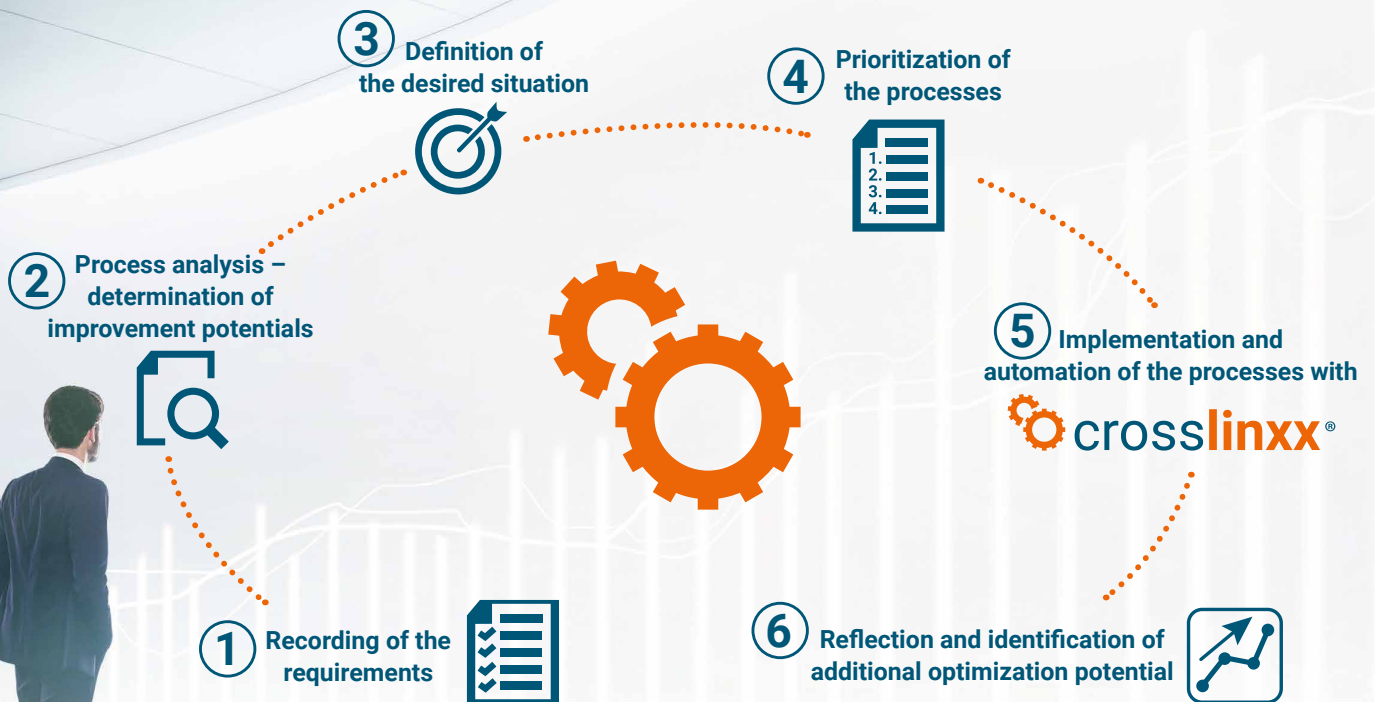 3
Definition of
the desired situation
4
Prioritization of
the processes
1.
2.
3.
4.
2
Process analysis –
determination of
improvement potentials
5
Implementation and
automation of the processes with
crosslinxx®
1
Recording of the
requirements
6
Reflection and identification of
additional optimization potential